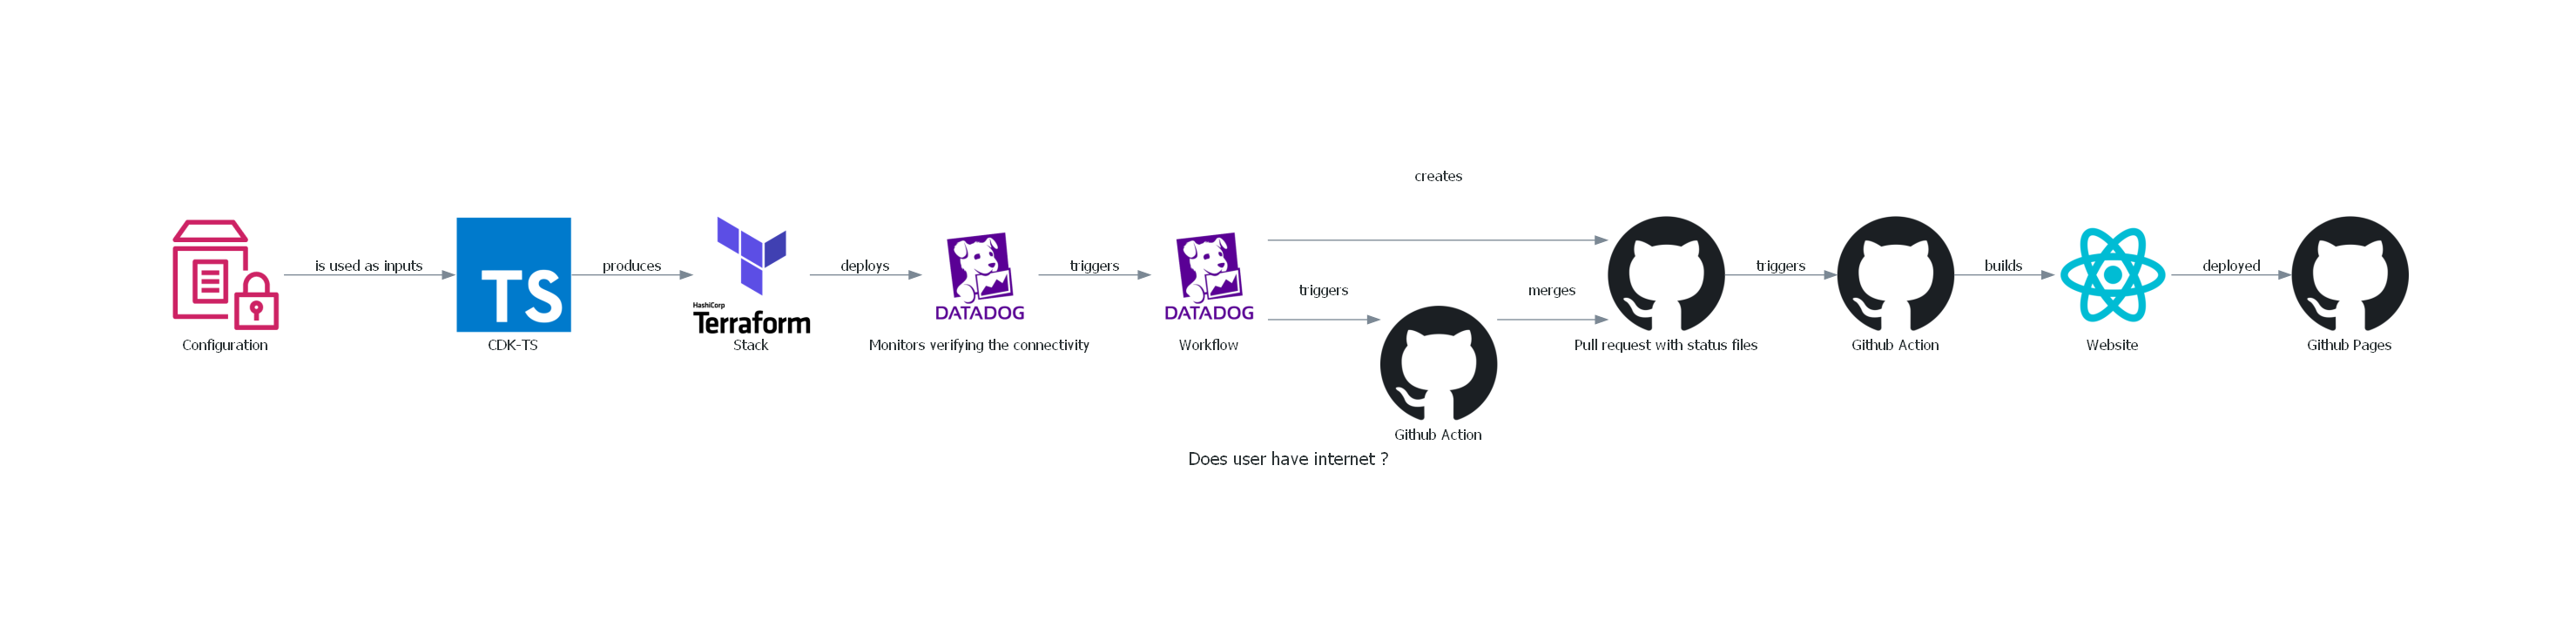 creates
is used as inputs
produces
deploys
triggers
triggers
merges
triggers
builds
deployed
TS
HashiCorp
Terraform
DATADOG
DATADOG
Configuration
CDK-TS
Stack
Monitors verifying the connectivity
Workflow
Pull request with status files
Github Action
Website
Github Pages
Github Action
Does user have internet ?